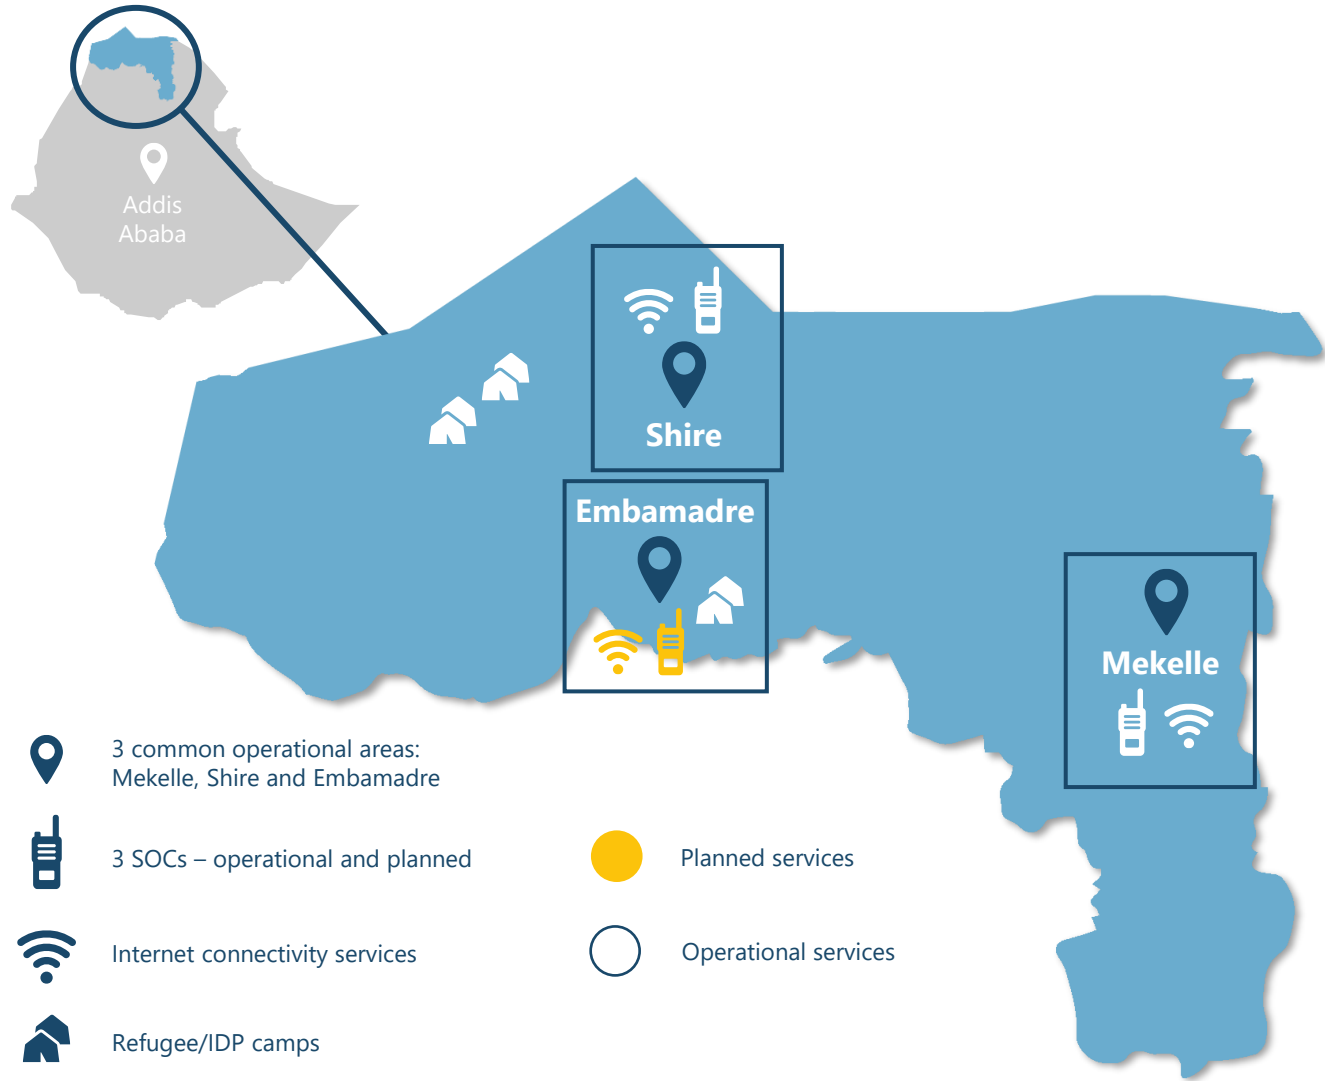 Addis
Ababa
Shire
Embamadre
Mekelle
3 common operational areas:
Mekelle, Shire and Embamadre
3 SOCs – operational and planned
Planned services
Internet connectivity services
Operational services
Refugee/IDP camps